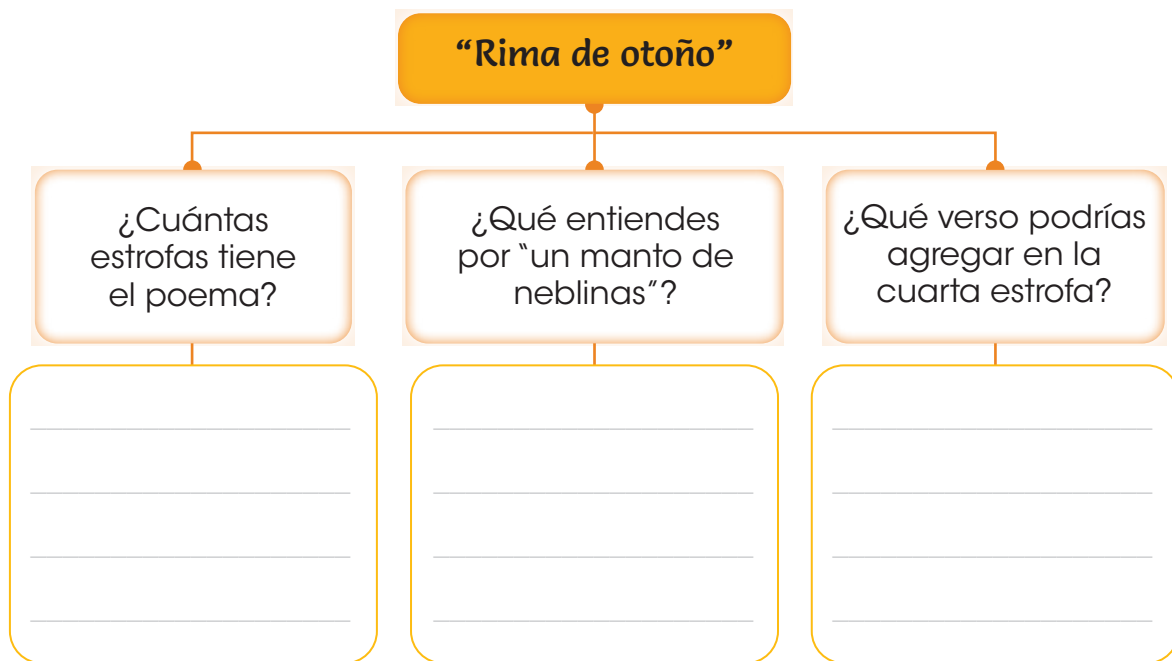 “Rima de otoño”
¿Cuántas
estrofas tiene
el poema?
¿Qué entiendes
por “un manto de
neblinas”?
¿Qué verso podrías
agregar en la
cuarta estrofa?